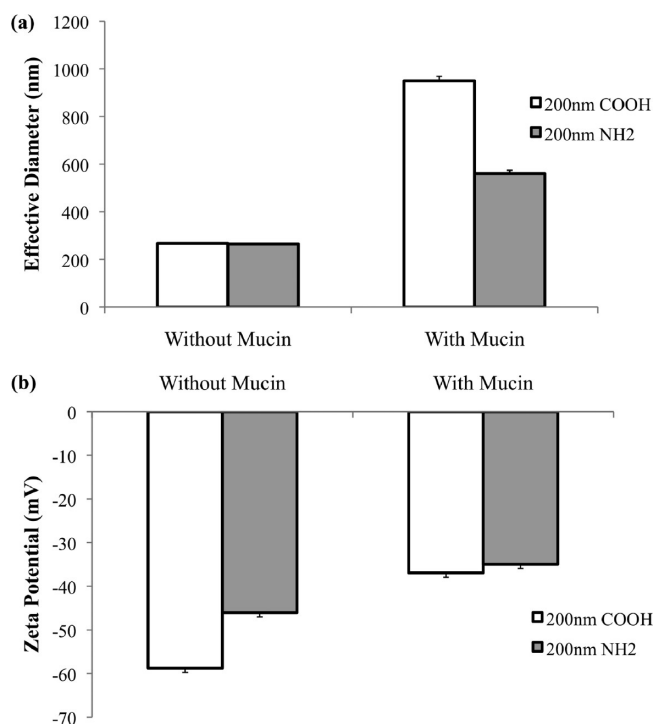 (a)
Effective Diameter (nm)
1200
1000
800
600
400
200
0
200nm COOH
200nm NH2
Without Mucin
With Mucin
(b)
Without Mucin
With Mucin
Zeta Potential (mV)
0
-10
-20
-30
-40
-50
-60
-70
200nm COOH
200nm NH2